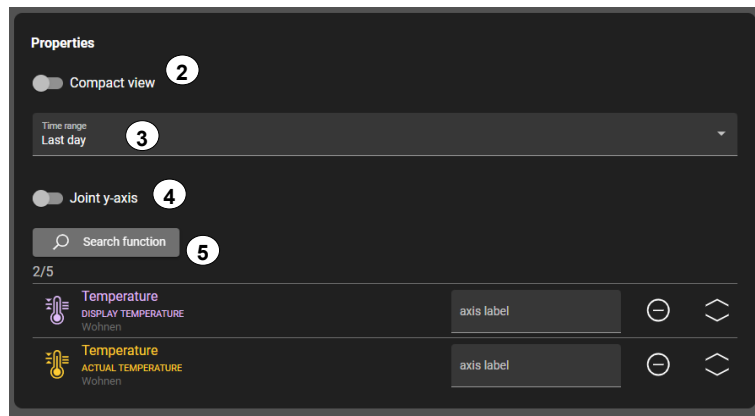 Properties
Compact view
2
Time range
Last day
3
Joint y-axis
4
Search function
5
2/5
Temperature
DISPLAY TEMPERATURE
Wohnen
axis label
Temperature
ACTUAL TEMPERATURE
Wohnen
axis label